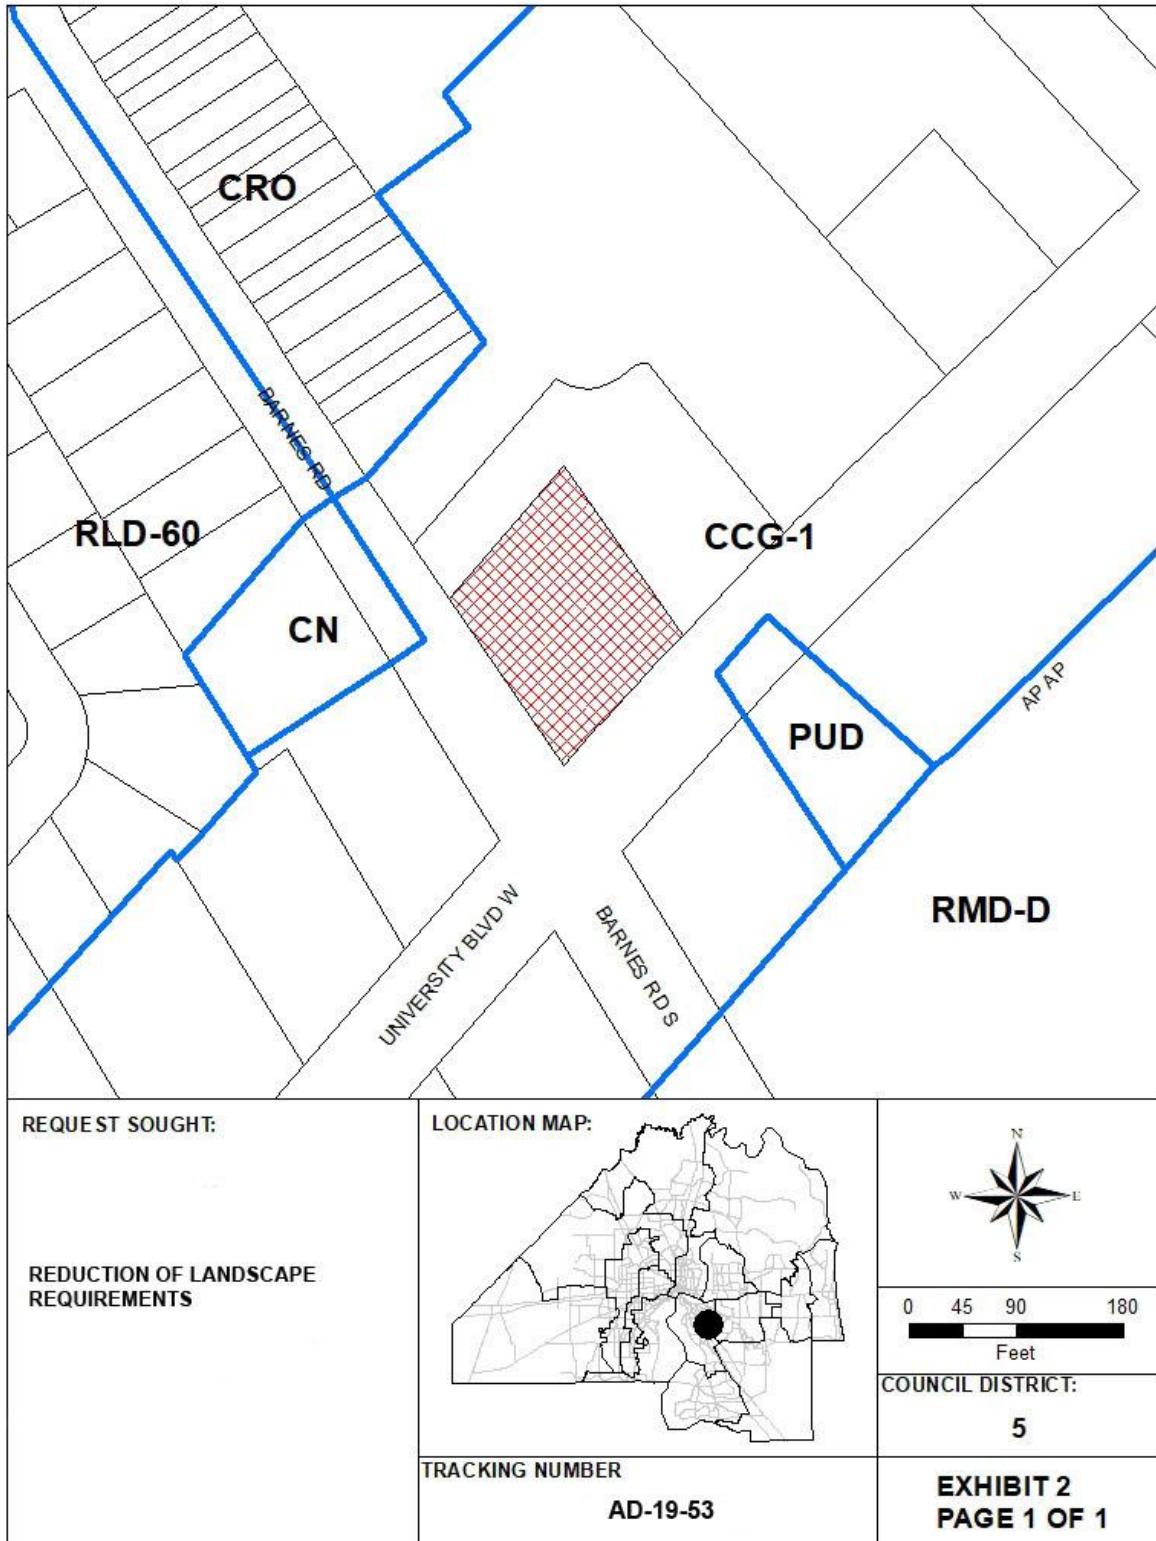 CRO
BARNES RD
RLD-60
CCG-1
CN
AP AP
PUD
RMD-D
UNIVERSITY BLVD W
BARNES RD S
REQUEST SOUGHT:
REDUCTION OF LANDSCAPE
REQUIREMENTS
LOCATION MAP:
N
W E
S
0 45 90 180
Feet
COUNCIL DISTRICT:
5
TRACKING NUMBER
AD-19-53
EXHIBIT 2
PAGE 1 OF 1